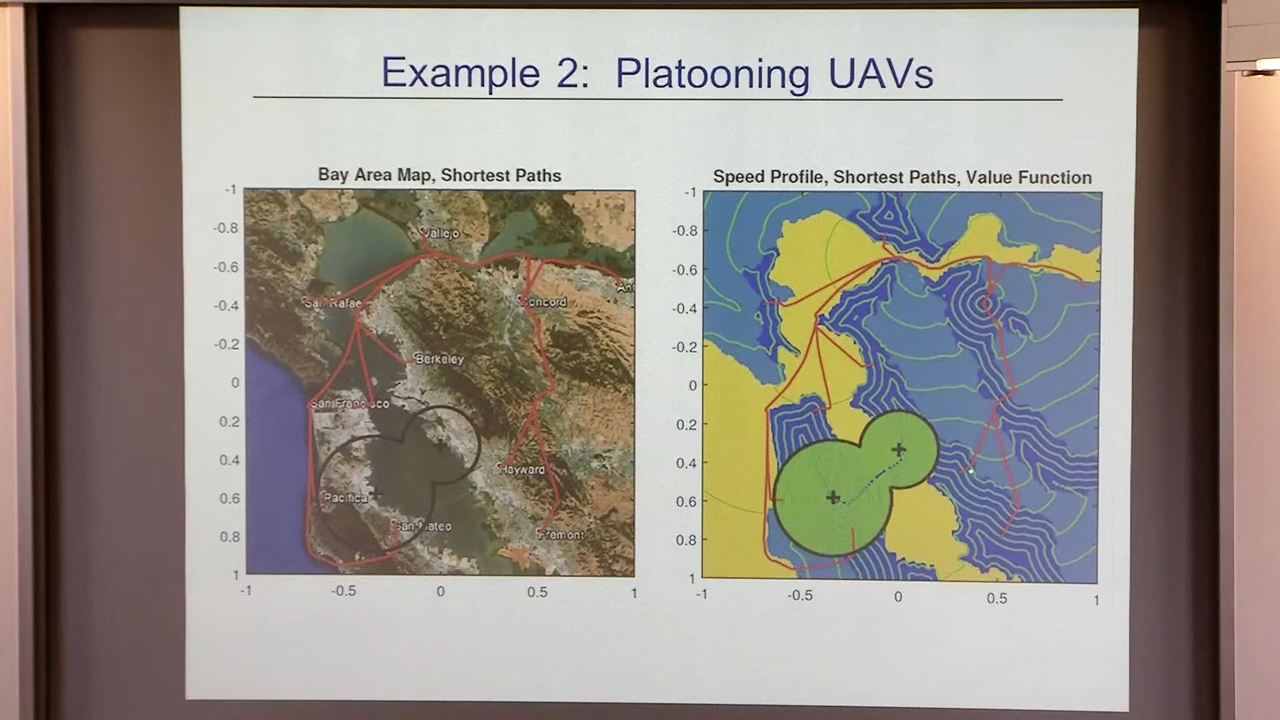 Example 2: Platooning UAVs
Bay Area Map, Shortest Paths
-1
-0.8
-0.6
-0.4
-0.2
0
0.2
0.4
0.6
0.8
1
-1
-0.5
0
0.5
1
Vallejo
San Rafael
Concord
An
Berkeley
San Francisco
Hayward
Pacifica
San Mateo
Fremont
Speed Profile, Shortest Paths, Value Function
-1
-0.8
-0.6
-0.4
-0.2
0
0.2
0.4
0.6
0.8
1
-1
-0.5
0
0.5
1